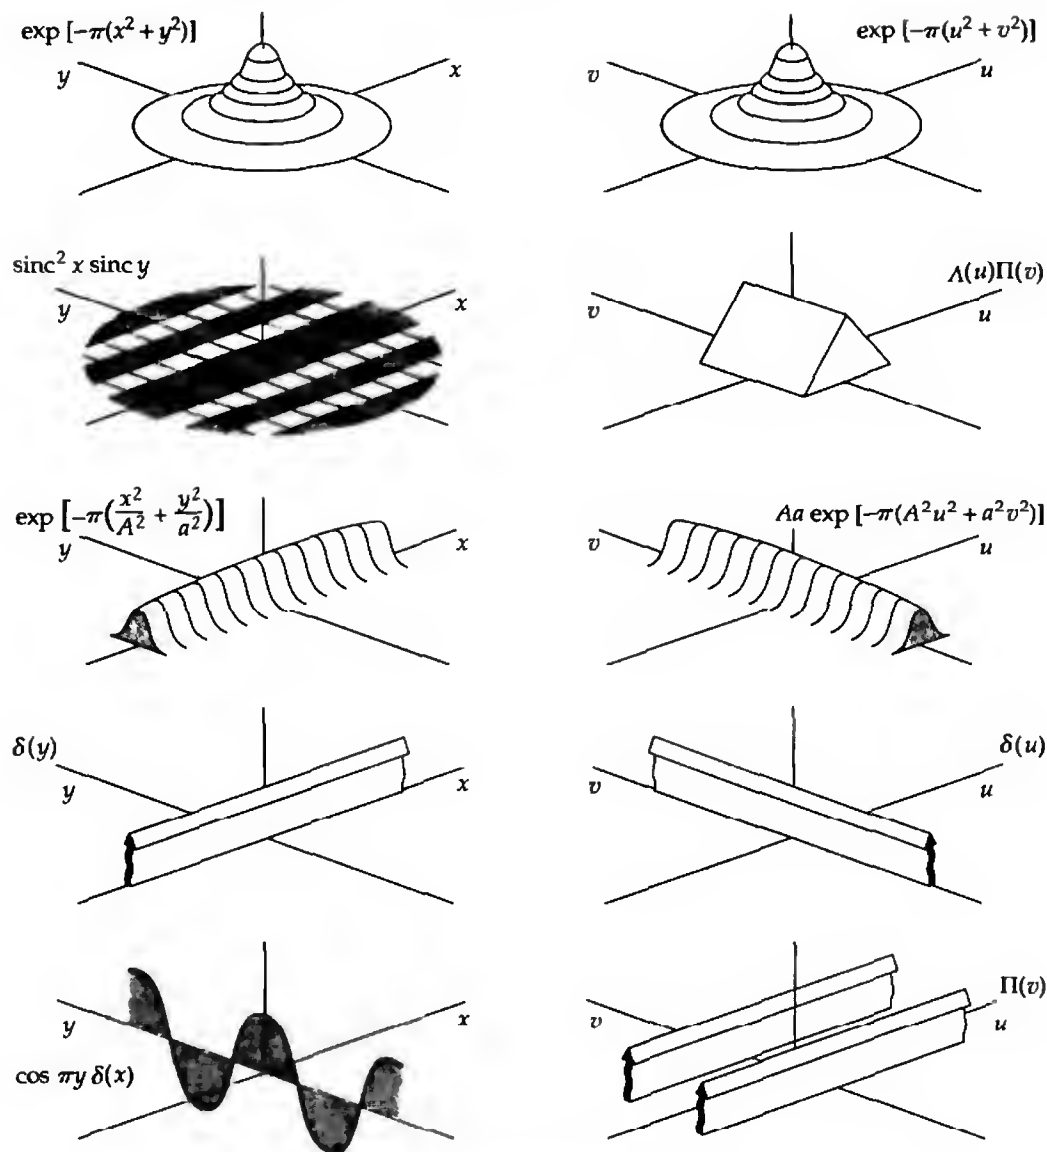 exp [-π(x² + y²)]
y
x
exp [-π(u² + v²)]
v
u
sinc² x sinc y
y
x
Λ(u)Π(v)
v
u
exp [-π(x²/A² + y²/a²)]
y
x
Aa exp [-π(A²u² + a²v²)]
v
u
δ(y)
y
x
δ(u)
v
u
cos πy δ(x)
y
x
Π(v)
v
u